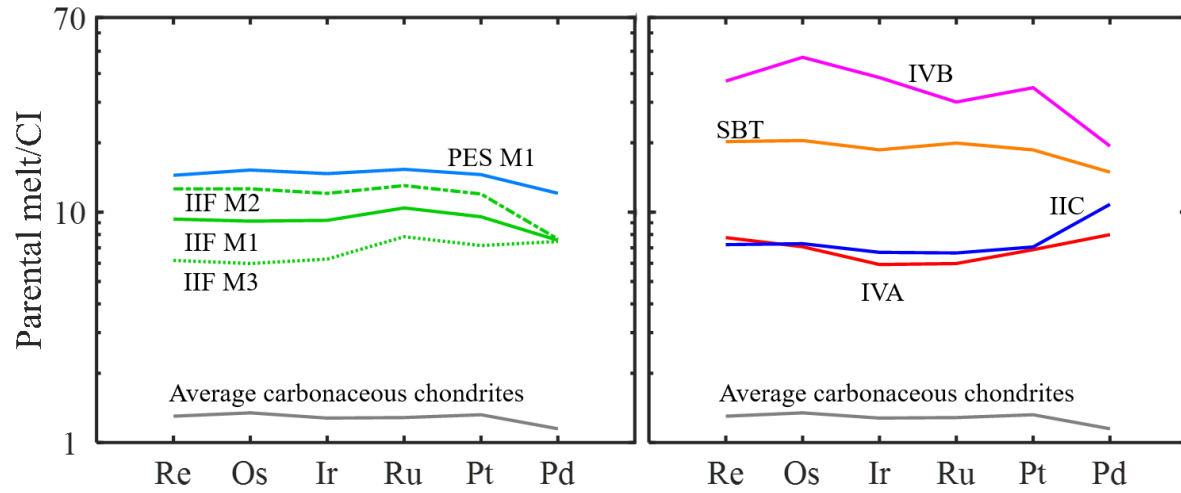 70
10
1
Parental melt/CI
PES M1
IIF M2
IIF M1
IIF M3
Average carbonaceous chondrites
Re Os Ir Ru Pt Pd
IVB
SBT
IIC
IVA
Average carbonaceous chondrites
Re Os Ir Ru Pt Pd